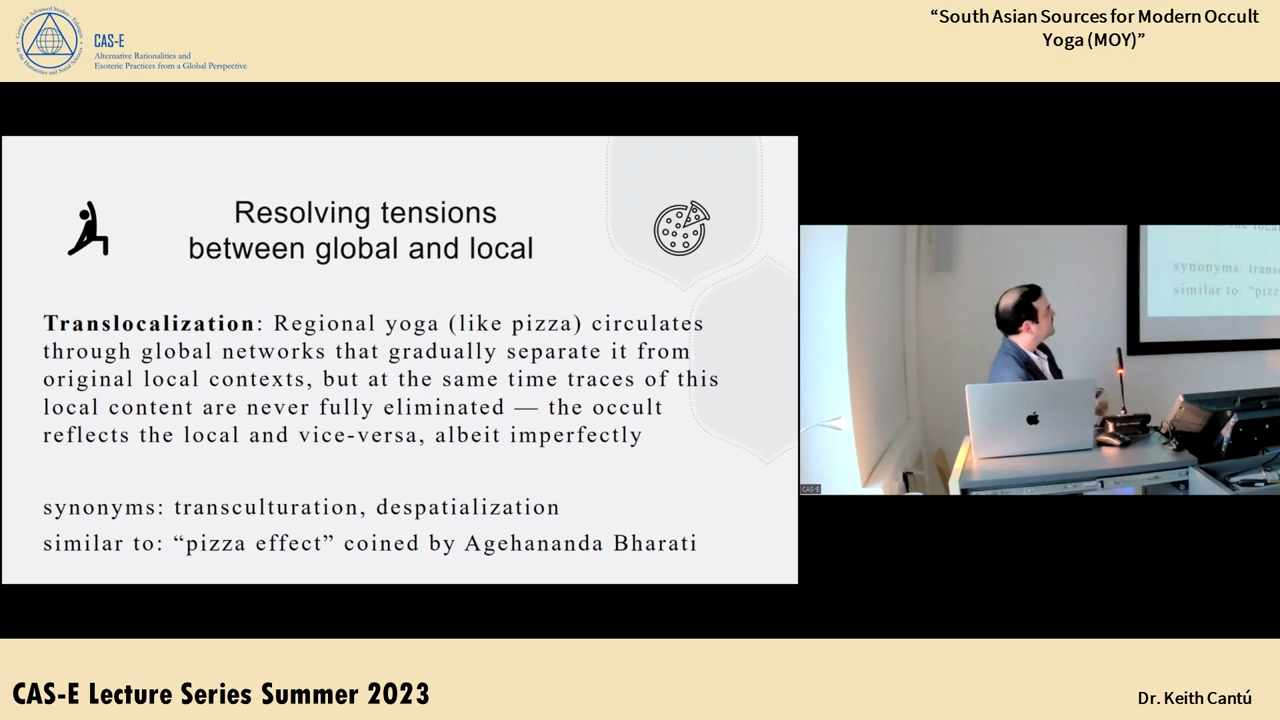 CAS-E
Alternative Rationalities and
Esoteric Practices from a Global Perspective
“South Asian Sources for Modern Occult
Yoga (MOY)”
Resolving tensions
between global and local
Translocalization: Regional yoga (like pizza) circulates
through global networks that gradually separate it from
original local contexts, but at the same time traces of this
local content are never fully eliminated — the occult
reflects the local and vice-versa, albeit imperfectly
synonyms: transculturation, despatialization
similar to: “pizza effect” coined by Agehananda Bharati
synonyms: trans
similar to: “pizz
CAS-E
CAS-E Lecture Series Summer 2023
Dr. Keith Cantú